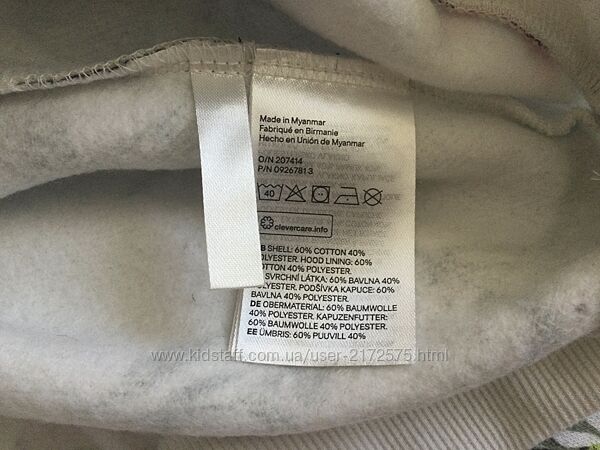 Made in Myanmar
Fabriqué en Birmanie
Hecho en Unión de Myanmar
O/N 207414
P/N 0926781 3
40
clevercare.info
B SHELL: 60% COTTON 40%
POLYESTER. HOOD LINING: 60%
COTTON 40% POLYESTER.
SVRCHNÍ LÁTKA: 60% BAVLNA 40%
POLYESTER. PODŠÍVKA KAPUCE: 60%
BAVLNA 40% POLYESTER.
DE OBERMATERIAL: 60% BAUMWOLLE
40% POLYESTER. KAPUZENFUTTER:
60% BAUMWOLLE 40% POLYESTER.
EE ÜMBRIS: 60% PUUVILL 40%
www.kidstaff.com.ua/user-2172575.html